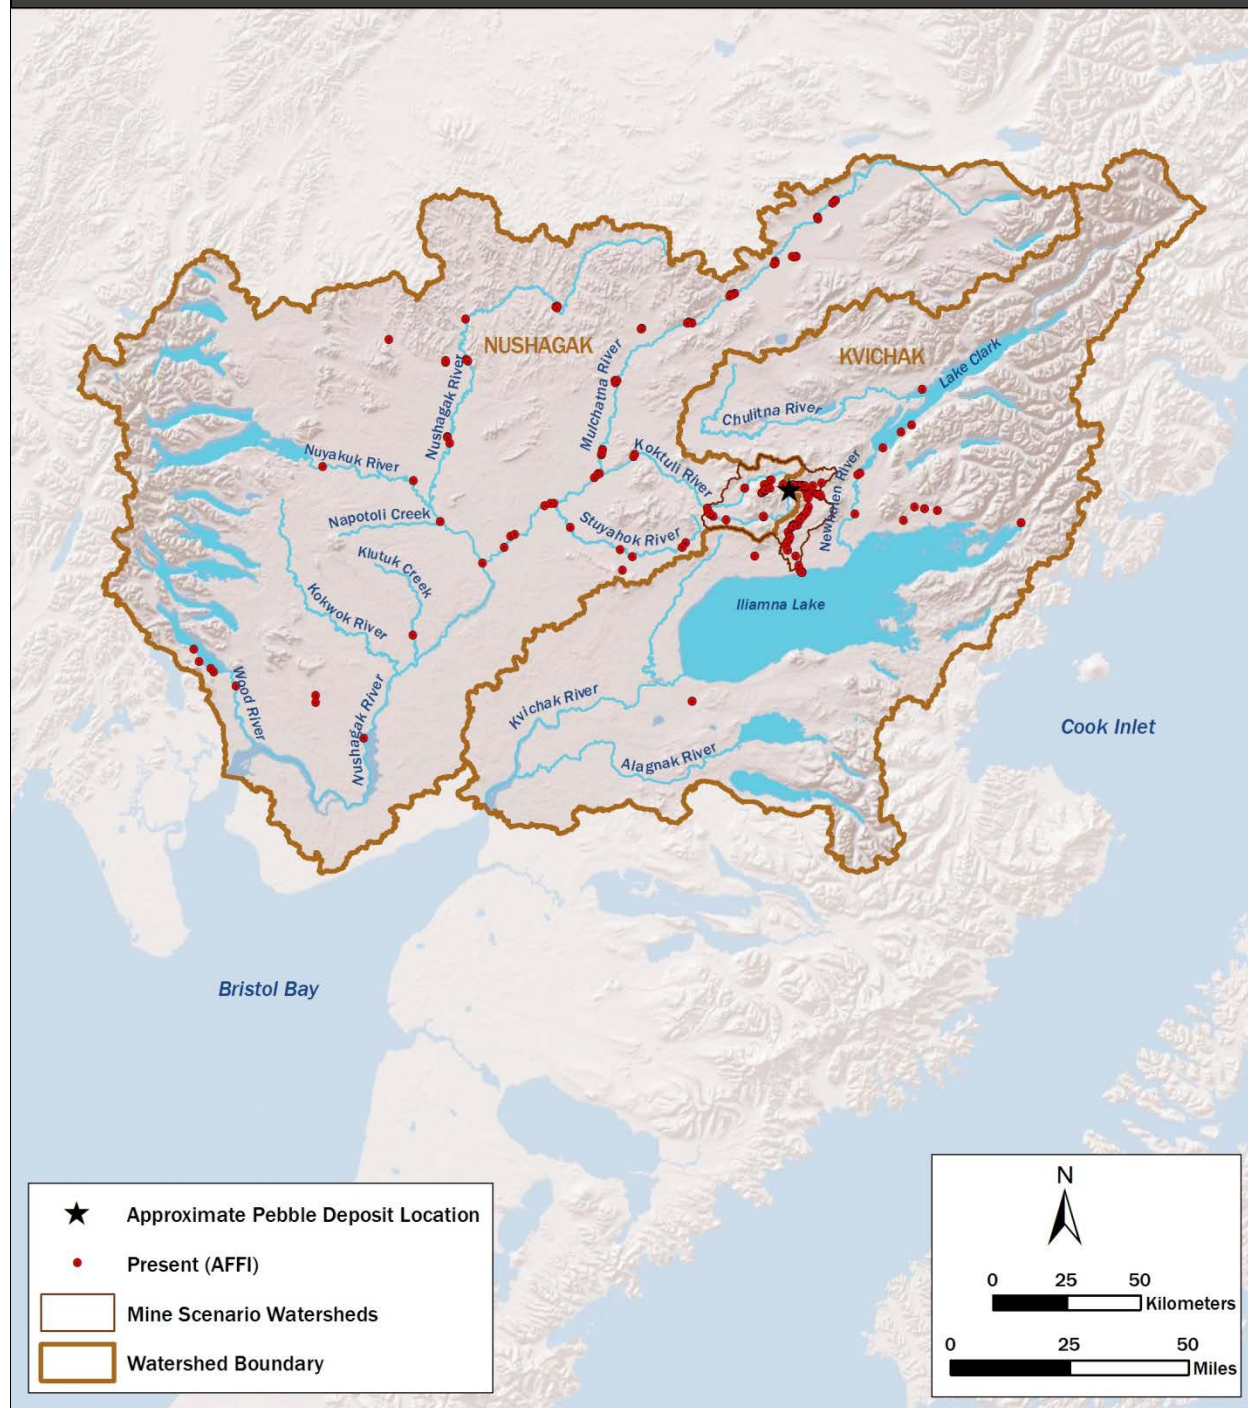 NUSHAGAK
KVICHAK
Lake Clark
Mulchatna River
Nushagak River
Chulitna River
Koktuli River
Nuyakuk River
Newhalen River
Napotoli Creek
Stuyahok River
Klutuk Creek
Kokwok River
Iliamna Lake
Wood River
Nushagak River
Kvichak River
Alagnak River
Cook Inlet
Bristol Bay
Approximate Pebble Deposit Location
Present (AFFI)
Mine Scenario Watersheds
Watershed Boundary
N
0 25 50
Kilometers
0 25 50
Miles